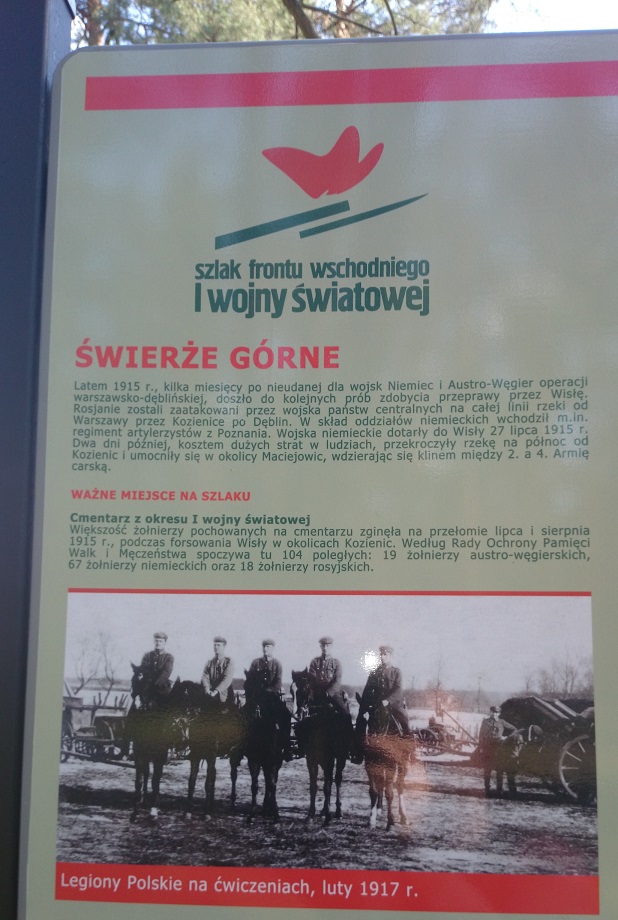 szlak frontu wschodniego
I wojny światowej
ŚWIERŻE GÓRNE
Latem 1915 r., kilka miesięcy po nieudanej dla wojsk Niemiec i Austro-Węgier operacji
warszawsko-dęblińskiej, doszło do kolejnych prób zdobycia przeprawy przez Wisłę.
Rosjanie zostali zaatakowani przez wojska państw centralnych na całej linii rzeki od
Warszawy przez Kozienice po Dęblin. W skład oddziałów niemieckich wchodził m.in.
regiment artylerzystów z Poznania. Wojska niemieckie dotarły do Wisły 27 lipca 1915 r.
Dwa dni później, kosztem dużych strat w ludziach, przekroczyły rzekę na północ od
Kozienic i umocniły się w okolicy Maciejowic, wdzierając się klinem między 2. a 4. Armię
carską.
WAŻNE MIEJSCE NA SZLAKU
Cmentarz z okresu I wojny światowej
Większość żołnierzy pochowanych na cmentarzu zginęła na przełomie lipca i sierpnia
1915 r., podczas forsowania Wisły w okolicach Kozienic. Według Rady Ochrony Pamięci
Walk i Męczeństwa spoczywa tu 104 poległych: 19 żołnierzy austro-węgierskich,
67 żołnierzy niemieckich oraz 18 żołnierzy rosyjskich.
Legiony Polskie na ćwiczeniach, luty 1917 r.